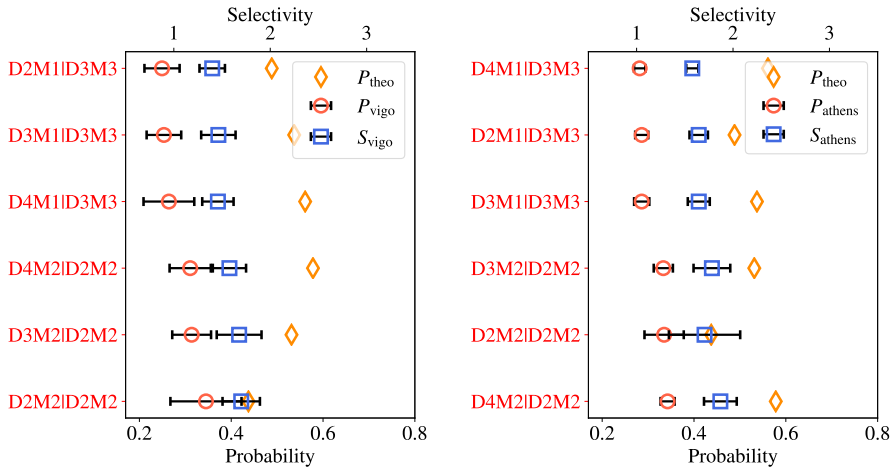 Selectivity
1 2 3
D2M1|D3M3
D3M1|D3M3
D4M1|D3M3
D4M2|D2M2
D3M2|D2M2
D2M2|D2M2
P_theo
P_vigo
S_vigo
0.2 0.4 0.6 0.8
Probability
Selectivity
1 2 3
D4M1|D3M3
D2M1|D3M3
D3M1|D3M3
D3M2|D2M2
D2M2|D2M2
D4M2|D2M2
P_theo
P_athens
S_athens
0.2 0.4 0.6 0.8
Probability